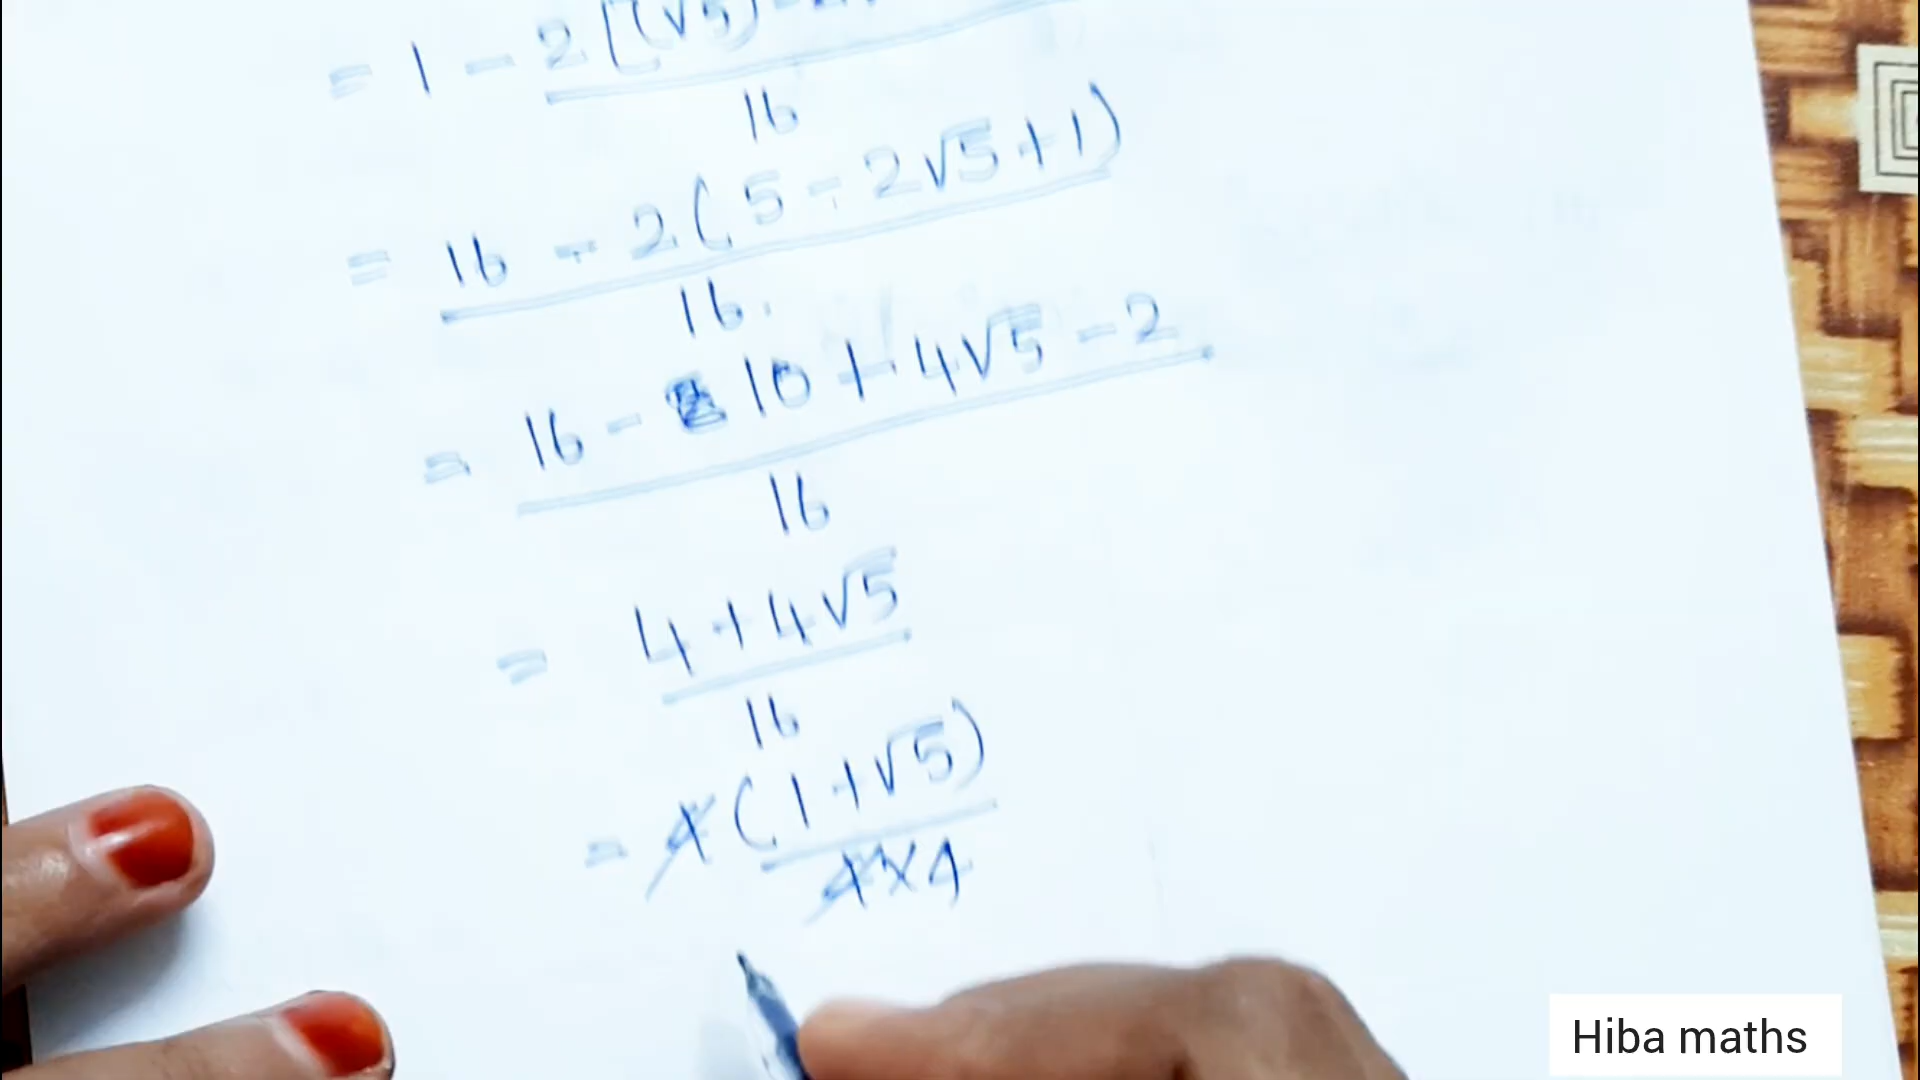 = 1 - 2[(√5)
16
= 16 - 2(5 - 2√5 + 1)
16.
= 16 - 10 + 4√5 - 2
16
= 4 + 4√5
16
= 4(1 + √5)
4 × 4
Hiba maths